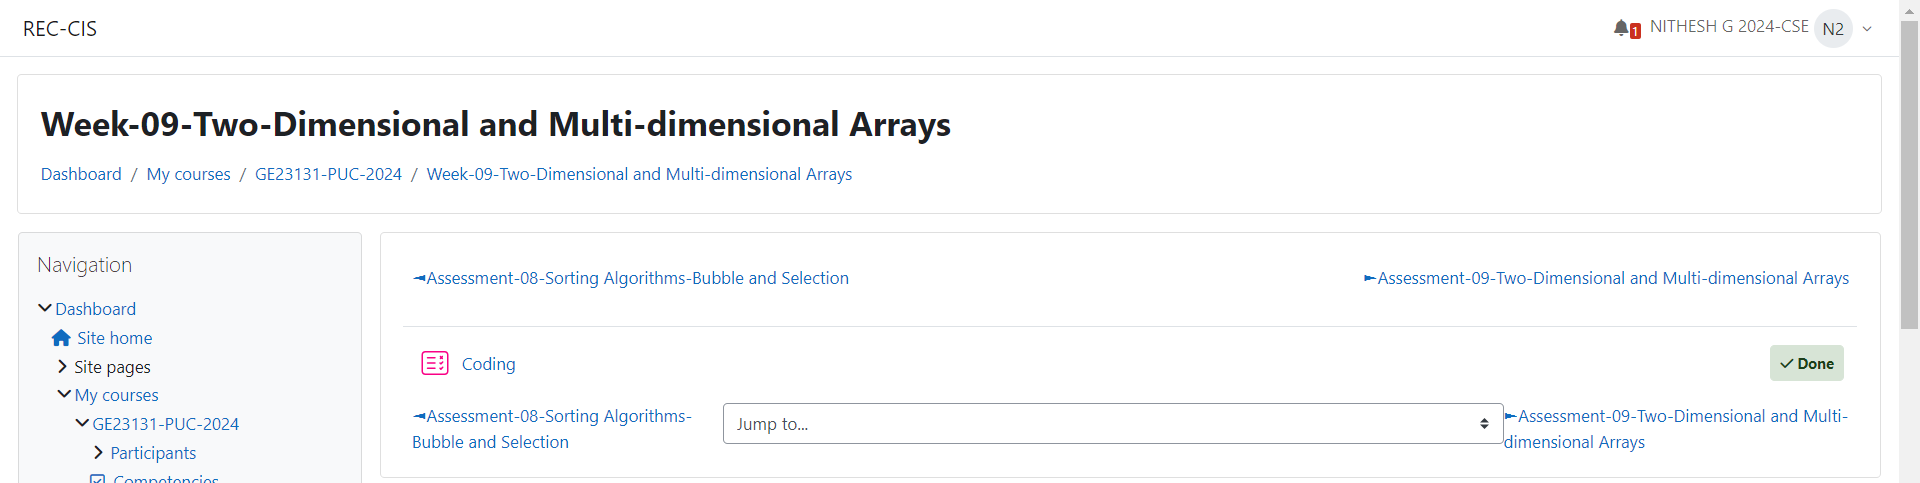 REC-CIS
1 NITHESH G 2024-CSE N2
Week-09-Two-Dimensional and Multi-dimensional Arrays
Dashboard / My courses / GE23131-PUC-2024 / Week-09-Two-Dimensional and Multi-dimensional Arrays
Navigation
Dashboard
Site home
Site pages
My courses
GE23131-PUC-2024
Participants
Competencies
◄Assessment-08-Sorting Algorithms-Bubble and Selection
►Assessment-09-Two-Dimensional and Multi-dimensional Arrays
Coding
✓ Done
◄Assessment-08-Sorting Algorithms-
Bubble and Selection
Jump to...
►Assessment-09-Two-Dimensional and Multi-
dimensional Arrays